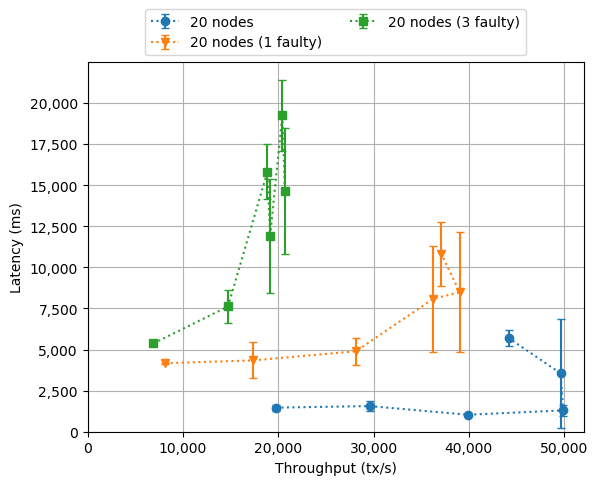 20 nodes
20 nodes (1 faulty)
20 nodes (3 faulty)
20,000
17,500
15,000
12,500
10,000
7,500
5,000
2,500
0
Latency (ms)
0 10,000 20,000 30,000 40,000 50,000
Throughput (tx/s)